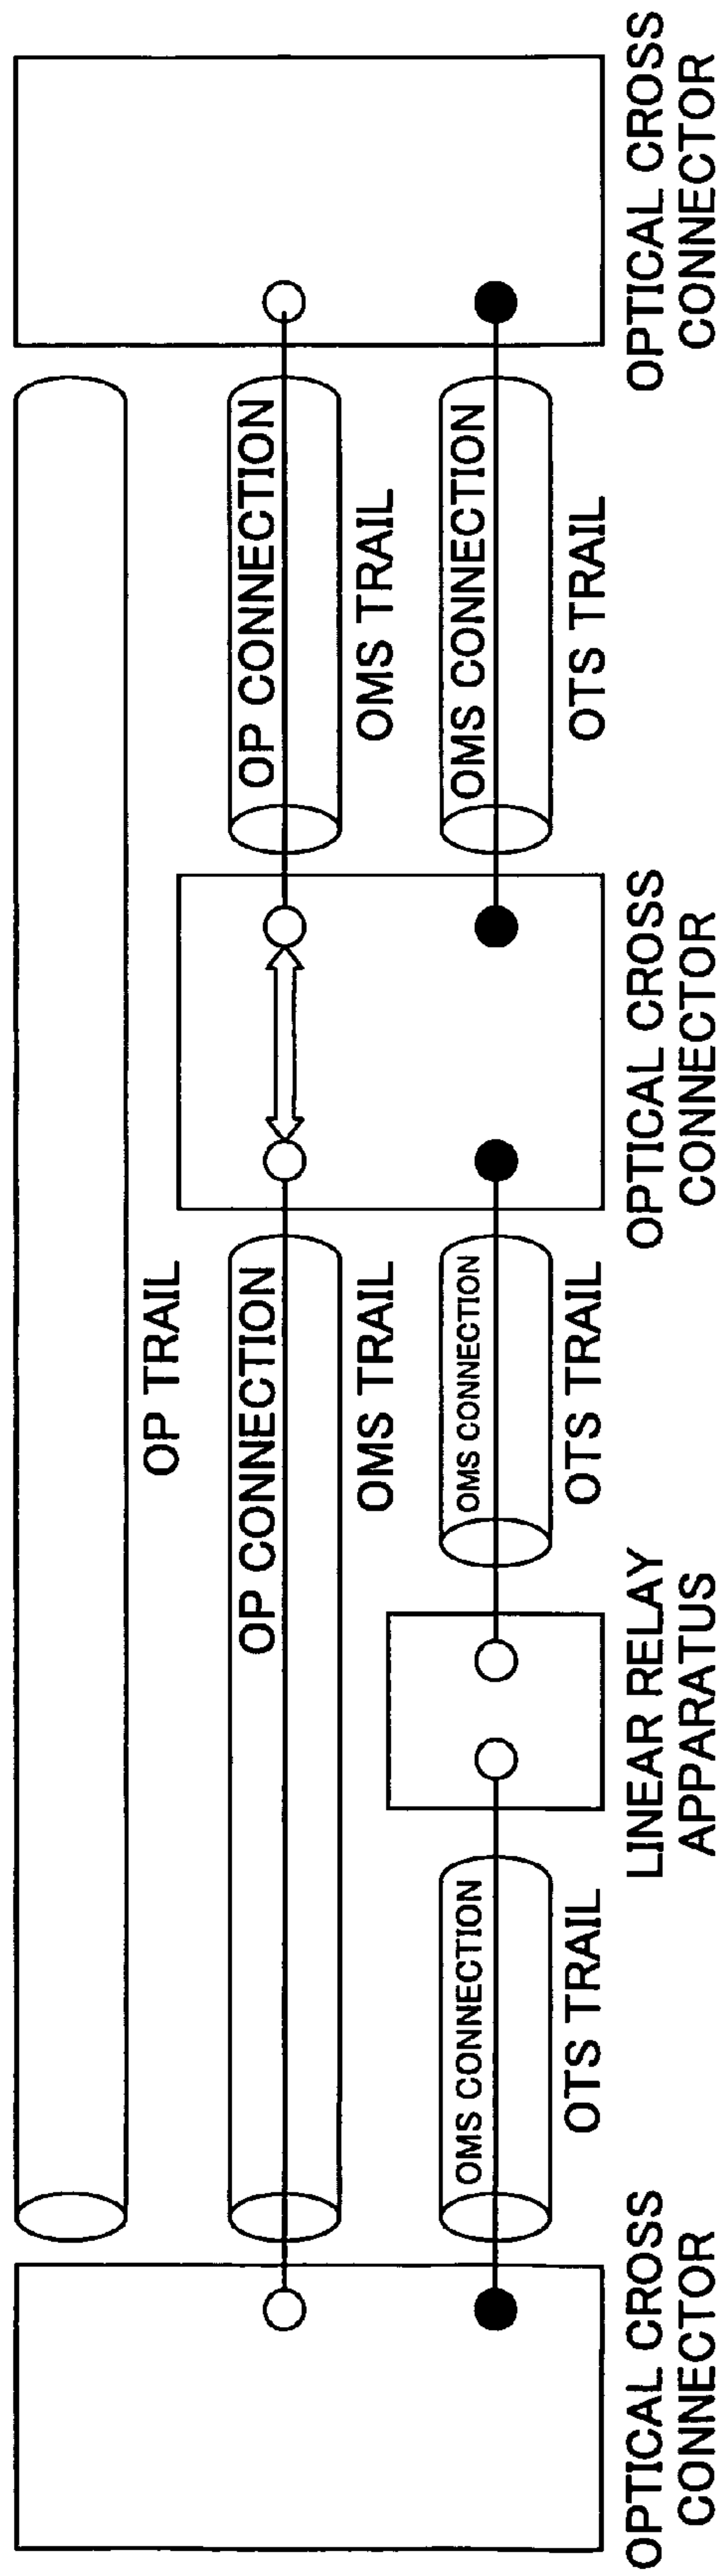 OP TRAIL
OP CONNECTION
OP CONNECTION
OMS TRAIL
OMS TRAIL
OMS CONNECTION
OMS CONNECTION
OMS CONNECTION
OTS TRAIL
OTS TRAIL
OTS TRAIL
OPTICAL CROSS
CONNECTOR
LINEAR RELAY
APPARATUS
OPTICAL CROSS
CONNECTOR
OPTICAL CROSS
CONNECTOR